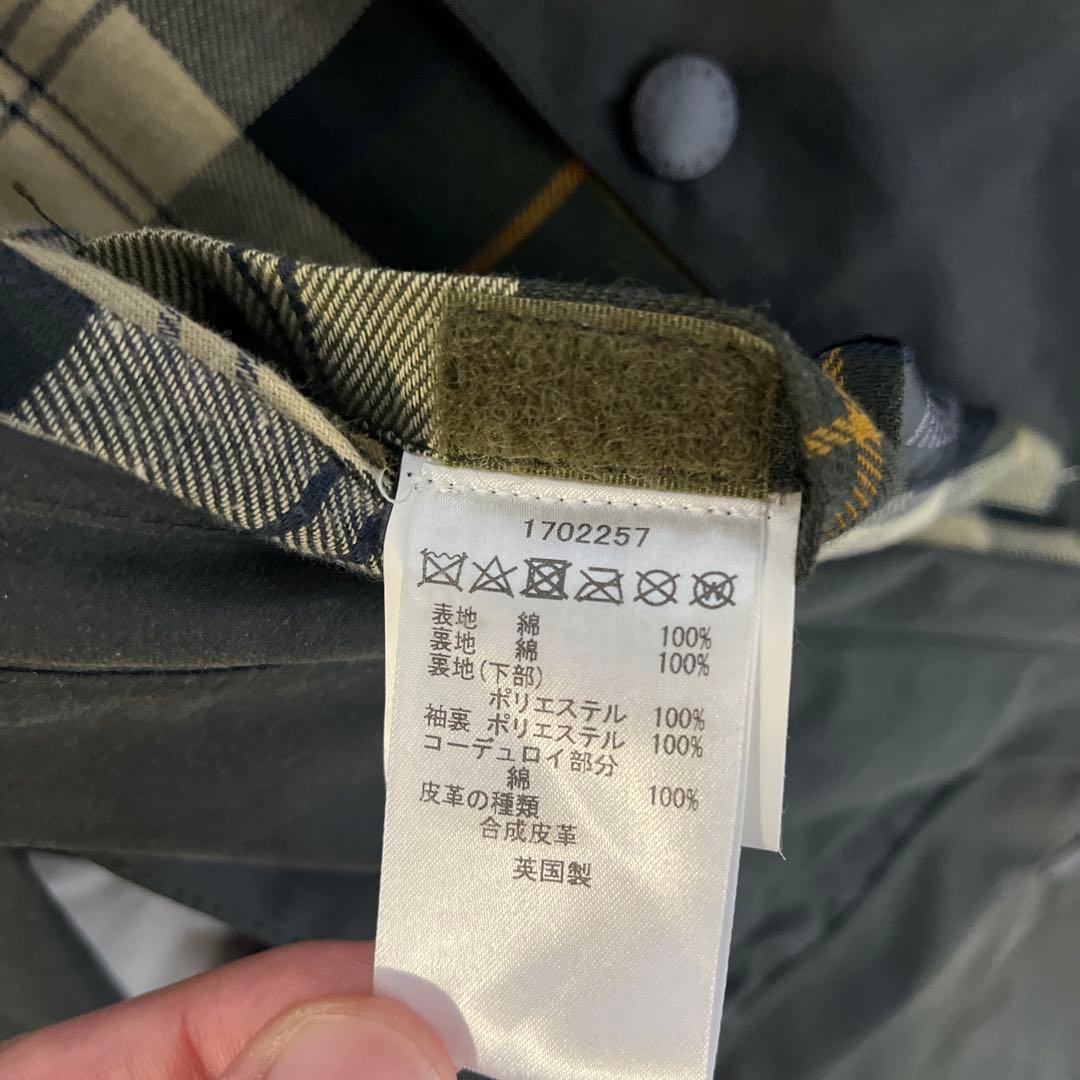 1702257
表地 綿 100%
裏地 綿 100%
裏地(下部)
ポリエステル 100%
袖裏 ポリエステル 100%
コーデュロイ部分
綿 100%
皮革の種類
合成皮革
英国製